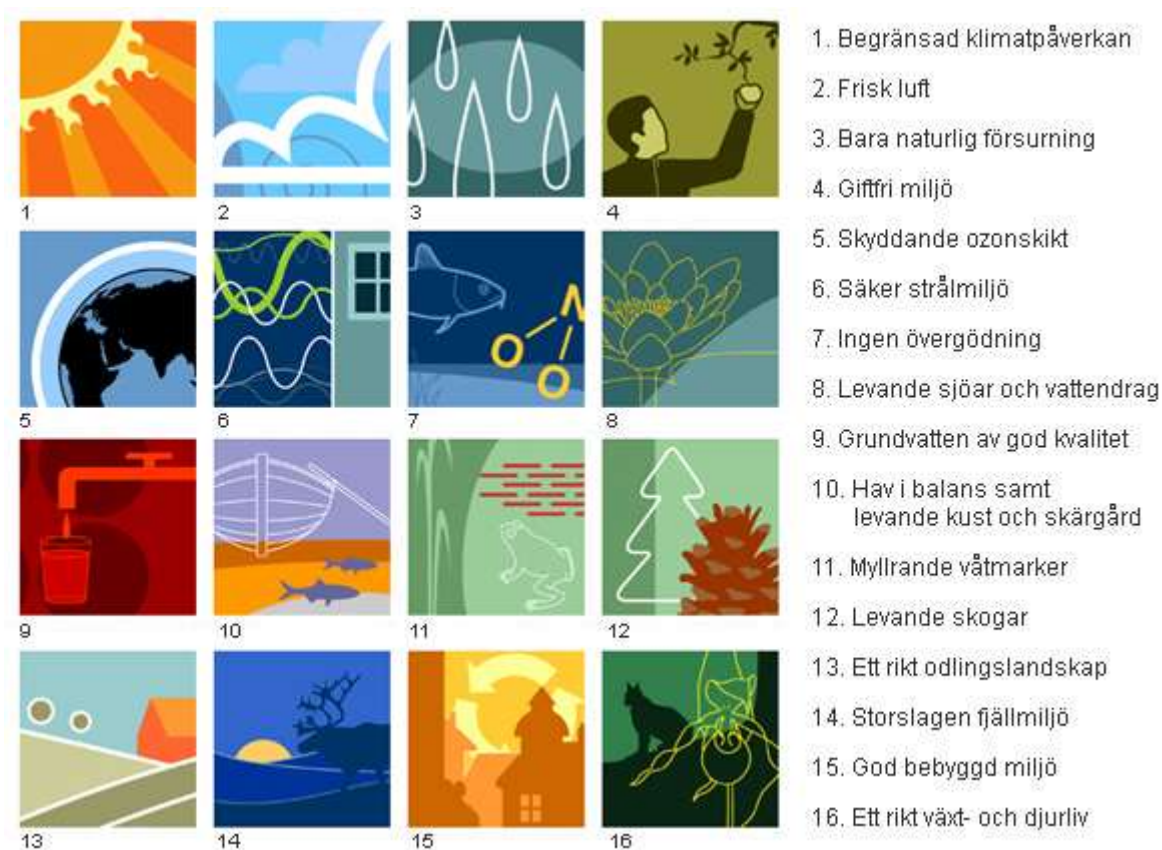 1
2
3
4
5
6
7
N
O
O
8
9
10
11
12
13
14
15
16
1. Begränsad klimatpåverkan
2. Frisk luft
3. Bara naturlig försurning
4. Giftfri miljö
5. Skyddande ozonskikt
6. Säker strålmiljö
7. Ingen övergödning
8. Levande sjöar och vattendrag
9. Grundvatten av god kvalitet
10. Hav i balans samt
levande kust och skärgård
11. Myllrande våtmarker
12. Levande skogar
13. Ett rikt odlingslandskap
14. Storslagen fjällmiljö
15. God bebyggd miljö
16. Ett rikt växt- och djurliv